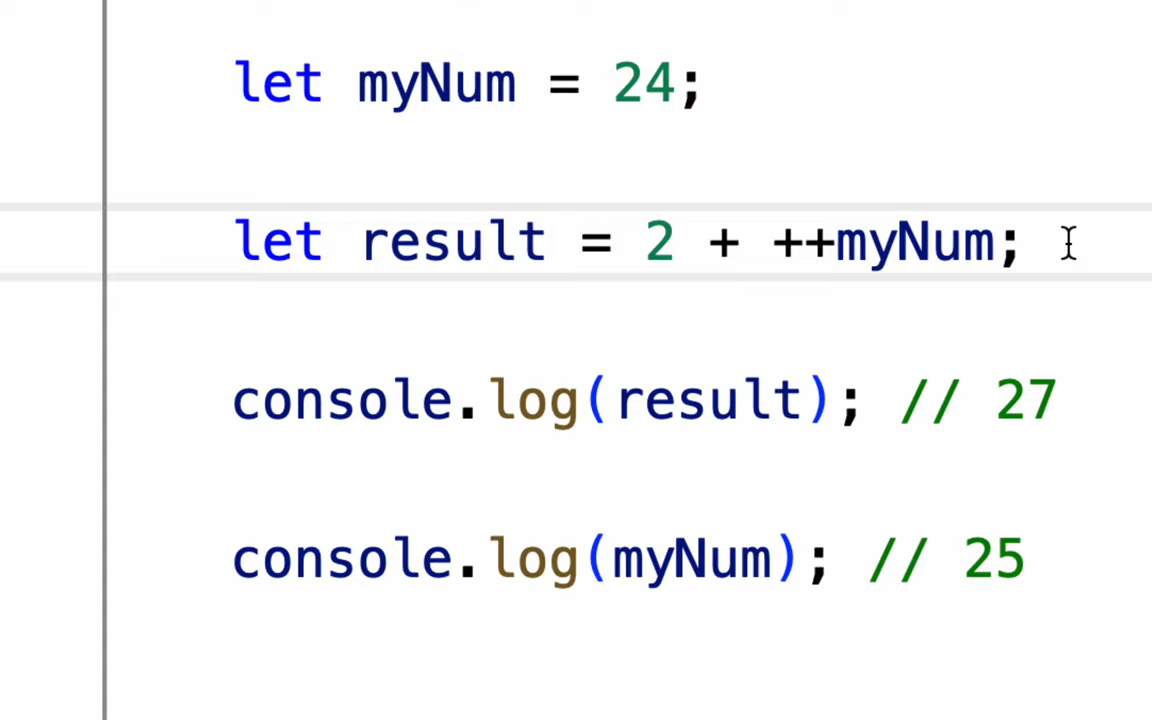 let myNum = 24;
let result = 2 + ++myNum;
console.log(result); // 27
console.log(myNum); // 25